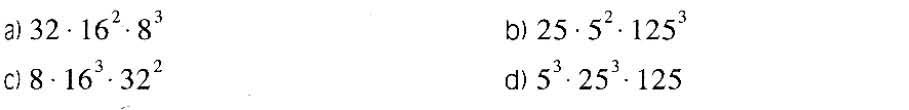 a) 32 · 16² · 8³ b) 25 · 5² · 125³
c) 8 · 16³ · 32² d) 5³ · 25³ · 125